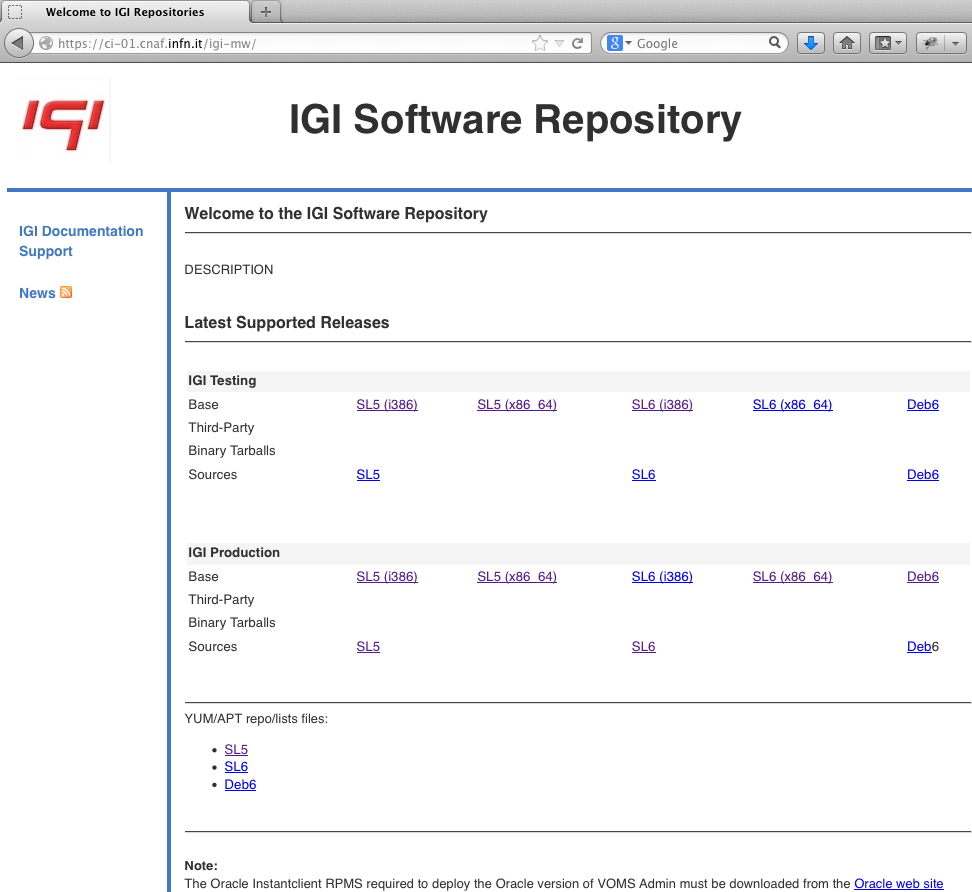 Welcome to IGI Repositories
https://ci-01.cnaf.infn.it/igi-mw/
Google
IGI
IGI Software Repository
IGI Documentation
Support
News
Welcome to the IGI Software Repository
DESCRIPTION
Latest Supported Releases
IGI Testing
Base SL5 (i386) SL5 (x86_64) SL6 (i386) SL6 (x86_64) Deb6
Third-Party
Binary Tarballs
Sources SL5 SL6 Deb6
IGI Production
Base SL5 (i386) SL5 (x86_64) SL6 (i386) SL6 (x86_64) Deb6
Third-Party
Binary Tarballs
Sources SL5 SL6 Deb6
YUM/APT repo/lists files:
• SL5
• SL6
• Deb6
Note:
The Oracle Instantclient RPMS required to deploy the Oracle version of VOMS Admin must be downloaded from the Oracle web site